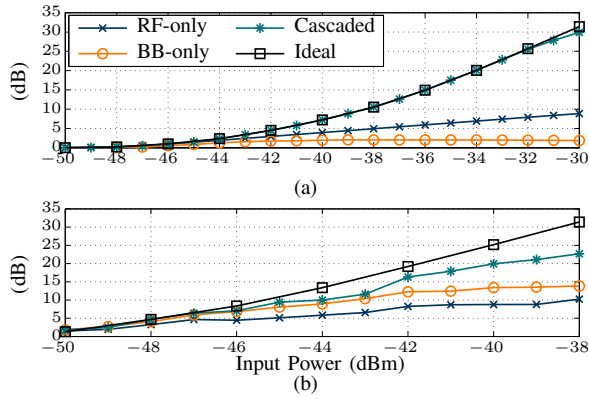 35
30
25
20
15
10
5
0
(dB)
RF-only
BB-only
Cascaded
Ideal
−50 −48 −46 −44 −42 −40 −38 −36 −34 −32 −30
(a)
35
30
25
20
15
10
5
0
(dB)
−50 −48 −46 −44 −42 −40 −38
Input Power (dBm)
(b)